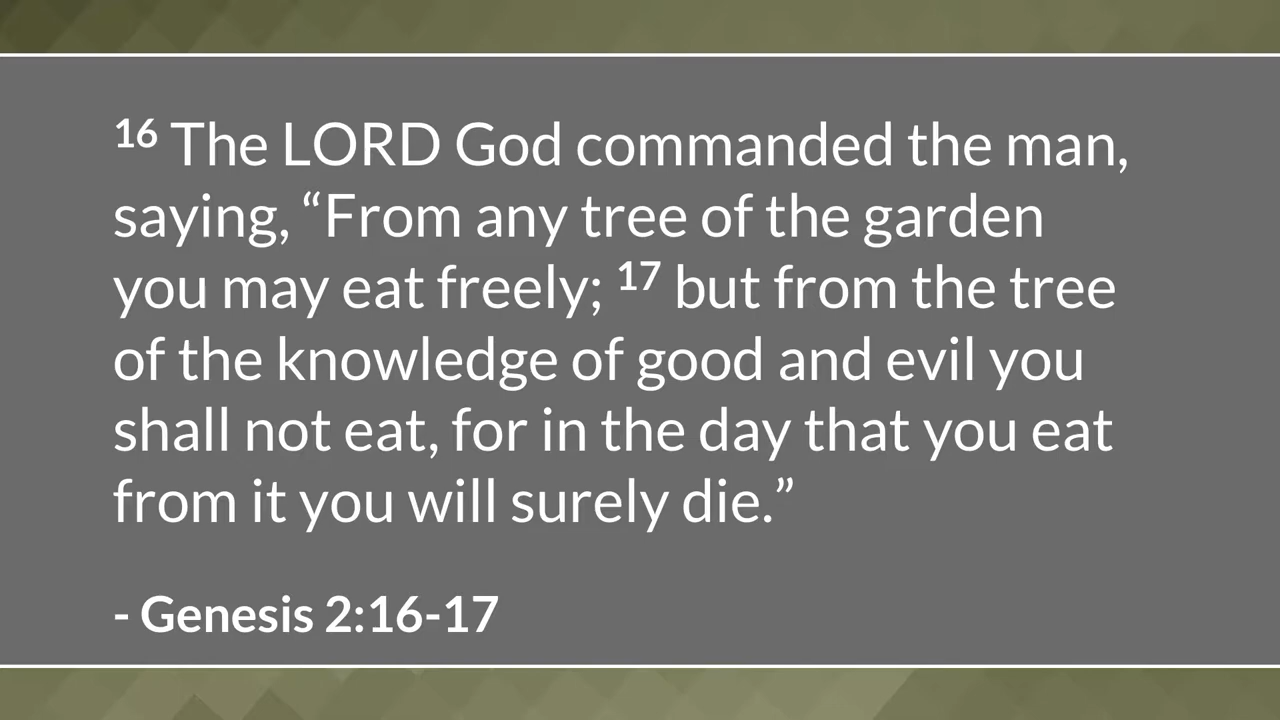 16 The LORD God commanded the man,
saying, “From any tree of the garden
you may eat freely; 17 but from the tree
of the knowledge of good and evil you
shall not eat, for in the day that you eat
from it you will surely die.”
- Genesis 2:16-17